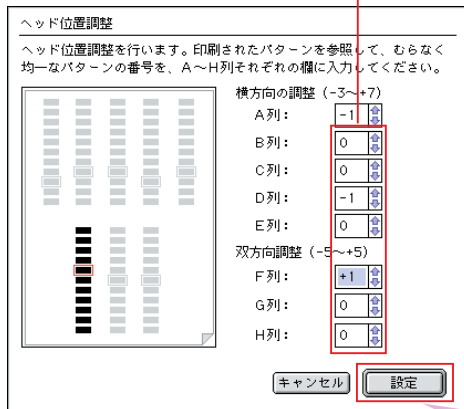 ヘッド位置調整
ヘッド位置調整を行います。印刷されたパターンを参照して、むらなく
均一なパターンの番号を、A～H列それぞれの欄に入力してください。
横方向の調整（-3～+7）
A列： -1
B列： 0
C列： 0
D列： -1
E列： 0
双方向調整（-5～+5）
F列： +1
G列： 0
H列： 0
キャンセル 設定